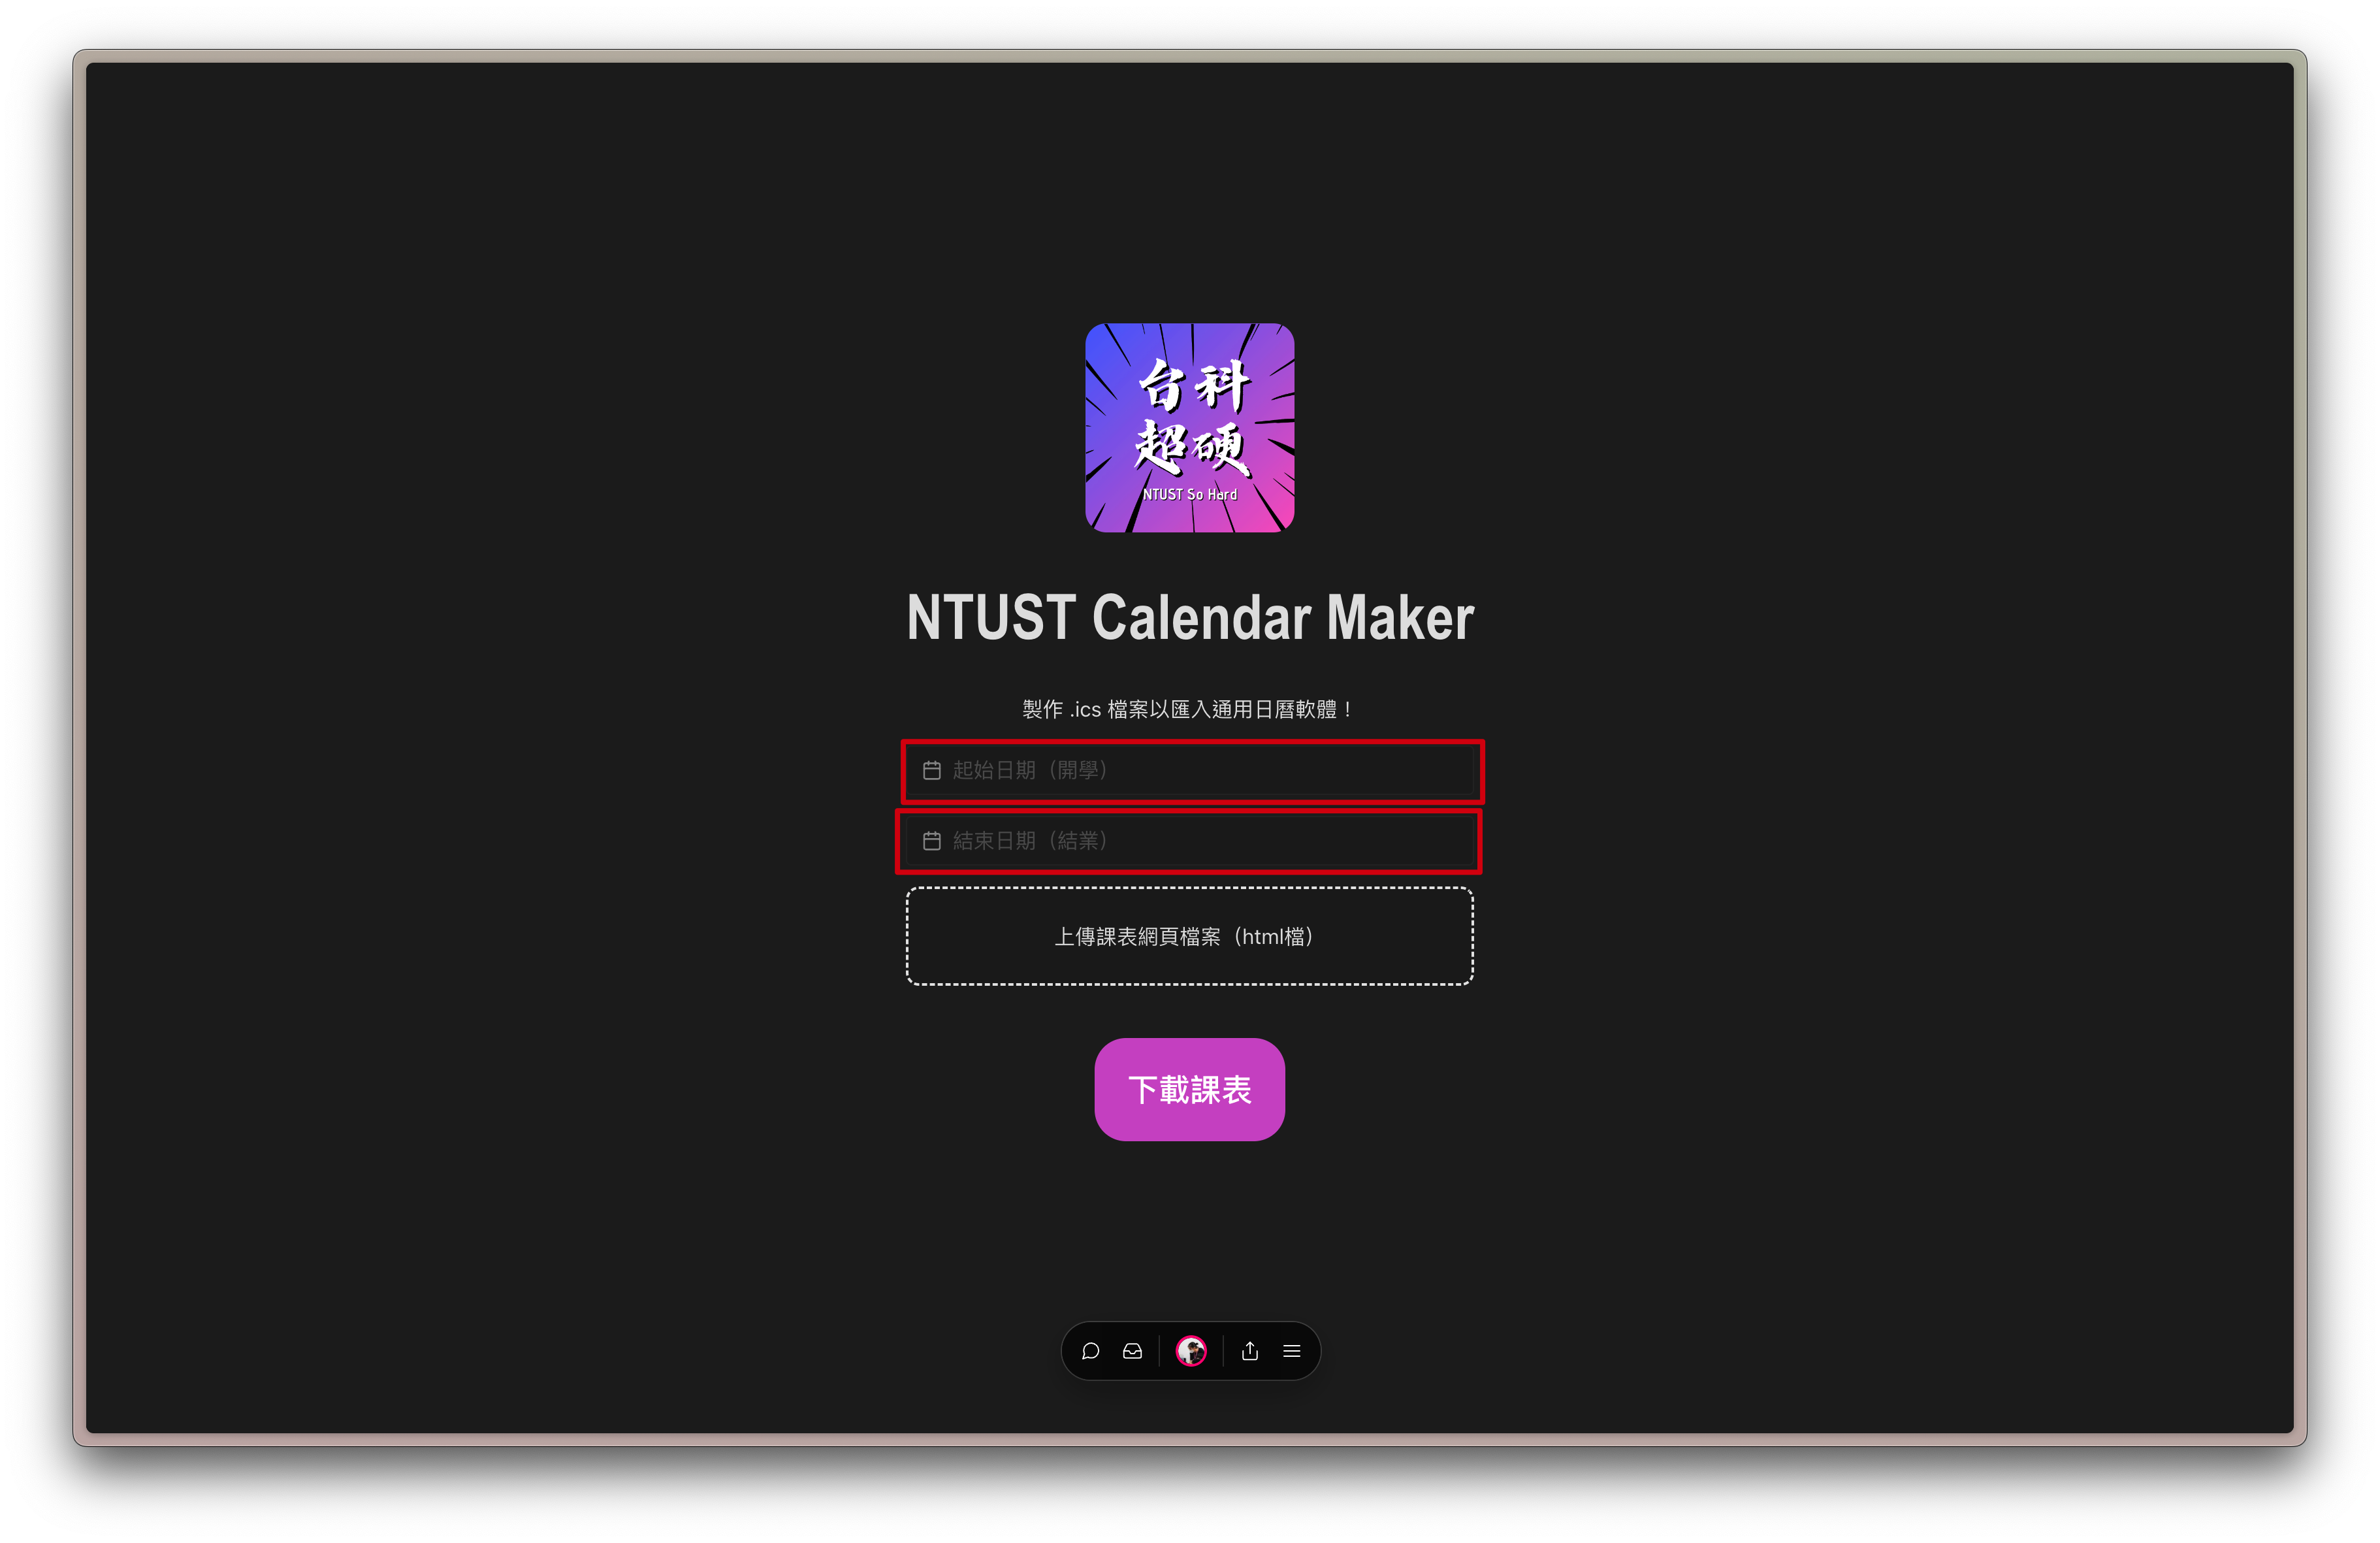 台科
超硬
NTUST So Hard
NTUST Calendar Maker
製作 .ics 檔案以匯入通用日曆軟體！
起始日期（開學）
結束日期（結業）
上傳課表網頁檔案（html檔）
下載課表